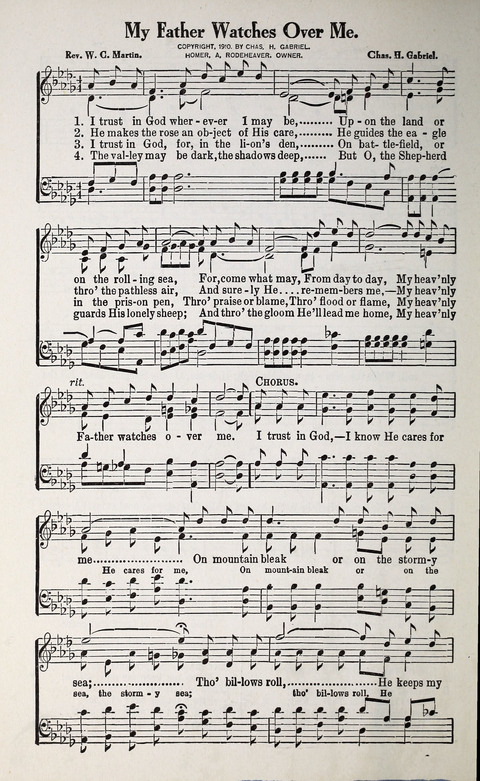 My Father Watches Over Me.
COPYRIGHT, 1910. BY CHAS. H. GABRIEL.
Rev. W. C. Martin. HOMER, A, RODEHEAVER. OWNER. Chas. H. Gabriel.
1. I trust in God wher - ev - er I may be,......... Up - on the land or
2. He makes the rose an ob - ject of His care,......... He guides the ea - gle
3. I trust in God, for, in the li-on's den,......... On bat - tle-field, or
4. The val - ley may be dark, the shadows deep,...... But O, the Shep-herd
on the roll - ing sea, For, come what may, From day to day, My heav'nly
thro' the pathless air, And sure - ly He.... re-mem-bers me,—My heav'nly
in the pris-on pen, Thro' praise or blame, Thro' flood or flame, My heav'nly
guards His lonely sheep; And thro' the gloom He'll lead me home, My heav'nly
rit. CHORUS.
Fa-ther watches o - ver me. I trust in God,—I know He cares for
me..................... On mountain bleak or on the storm-y
He cares for me, On mount-ain bleak or on the
sea;........................ Tho' bil-lows roll,......................He keeps my
sea, the storm - y sea; tho' bil-lows roll, He